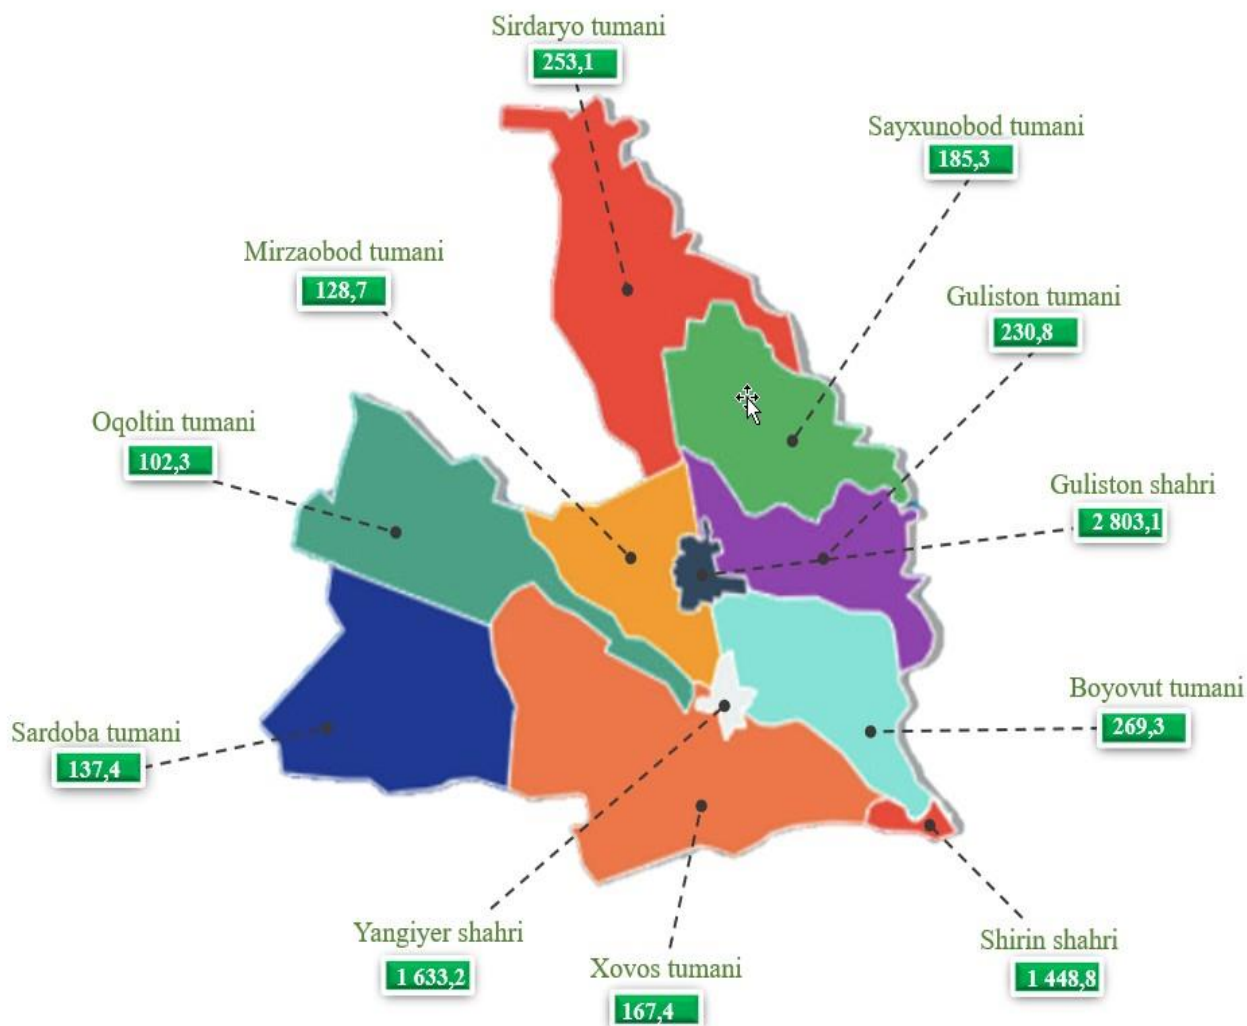 Sirdaryo tumani
253,1
Sayxunobod tumani
185,3
Mirzaobod tumani
128,7
Guliston tumani
230,8
Oqoltin tumani
102,3
Guliston shahri
2 803,1
Boyovut tumani
269,3
Sardoba tumani
137,4
Yangiyer shahri
1 633,2
Xovos tumani
167,4
Shirin shahri
1 448,8